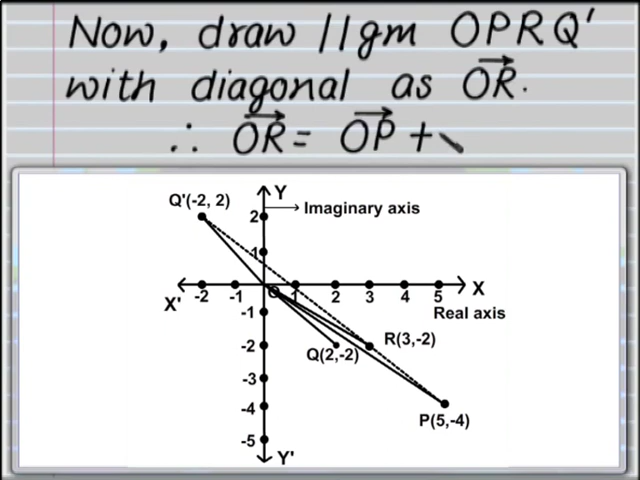 Now, draw ||gm OPRQ'
with diagonal as OR.
∴ OR = OP +
Y
Q'(-2, 2)
2
Imaginary axis
1
X' -2 -1 O 1 2 3 4 5 X
Real axis
-1
-2
Q(2,-2)
R(3,-2)
-3
-4
P(5,-4)
-5
Y'